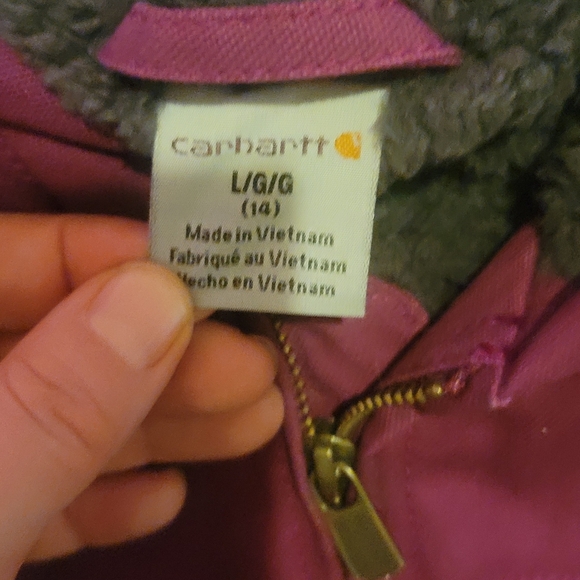 carhartt
L/G/G
(14)
Made in Vietnam
Fabriqué au Vietnam
Hecho en Vietnam